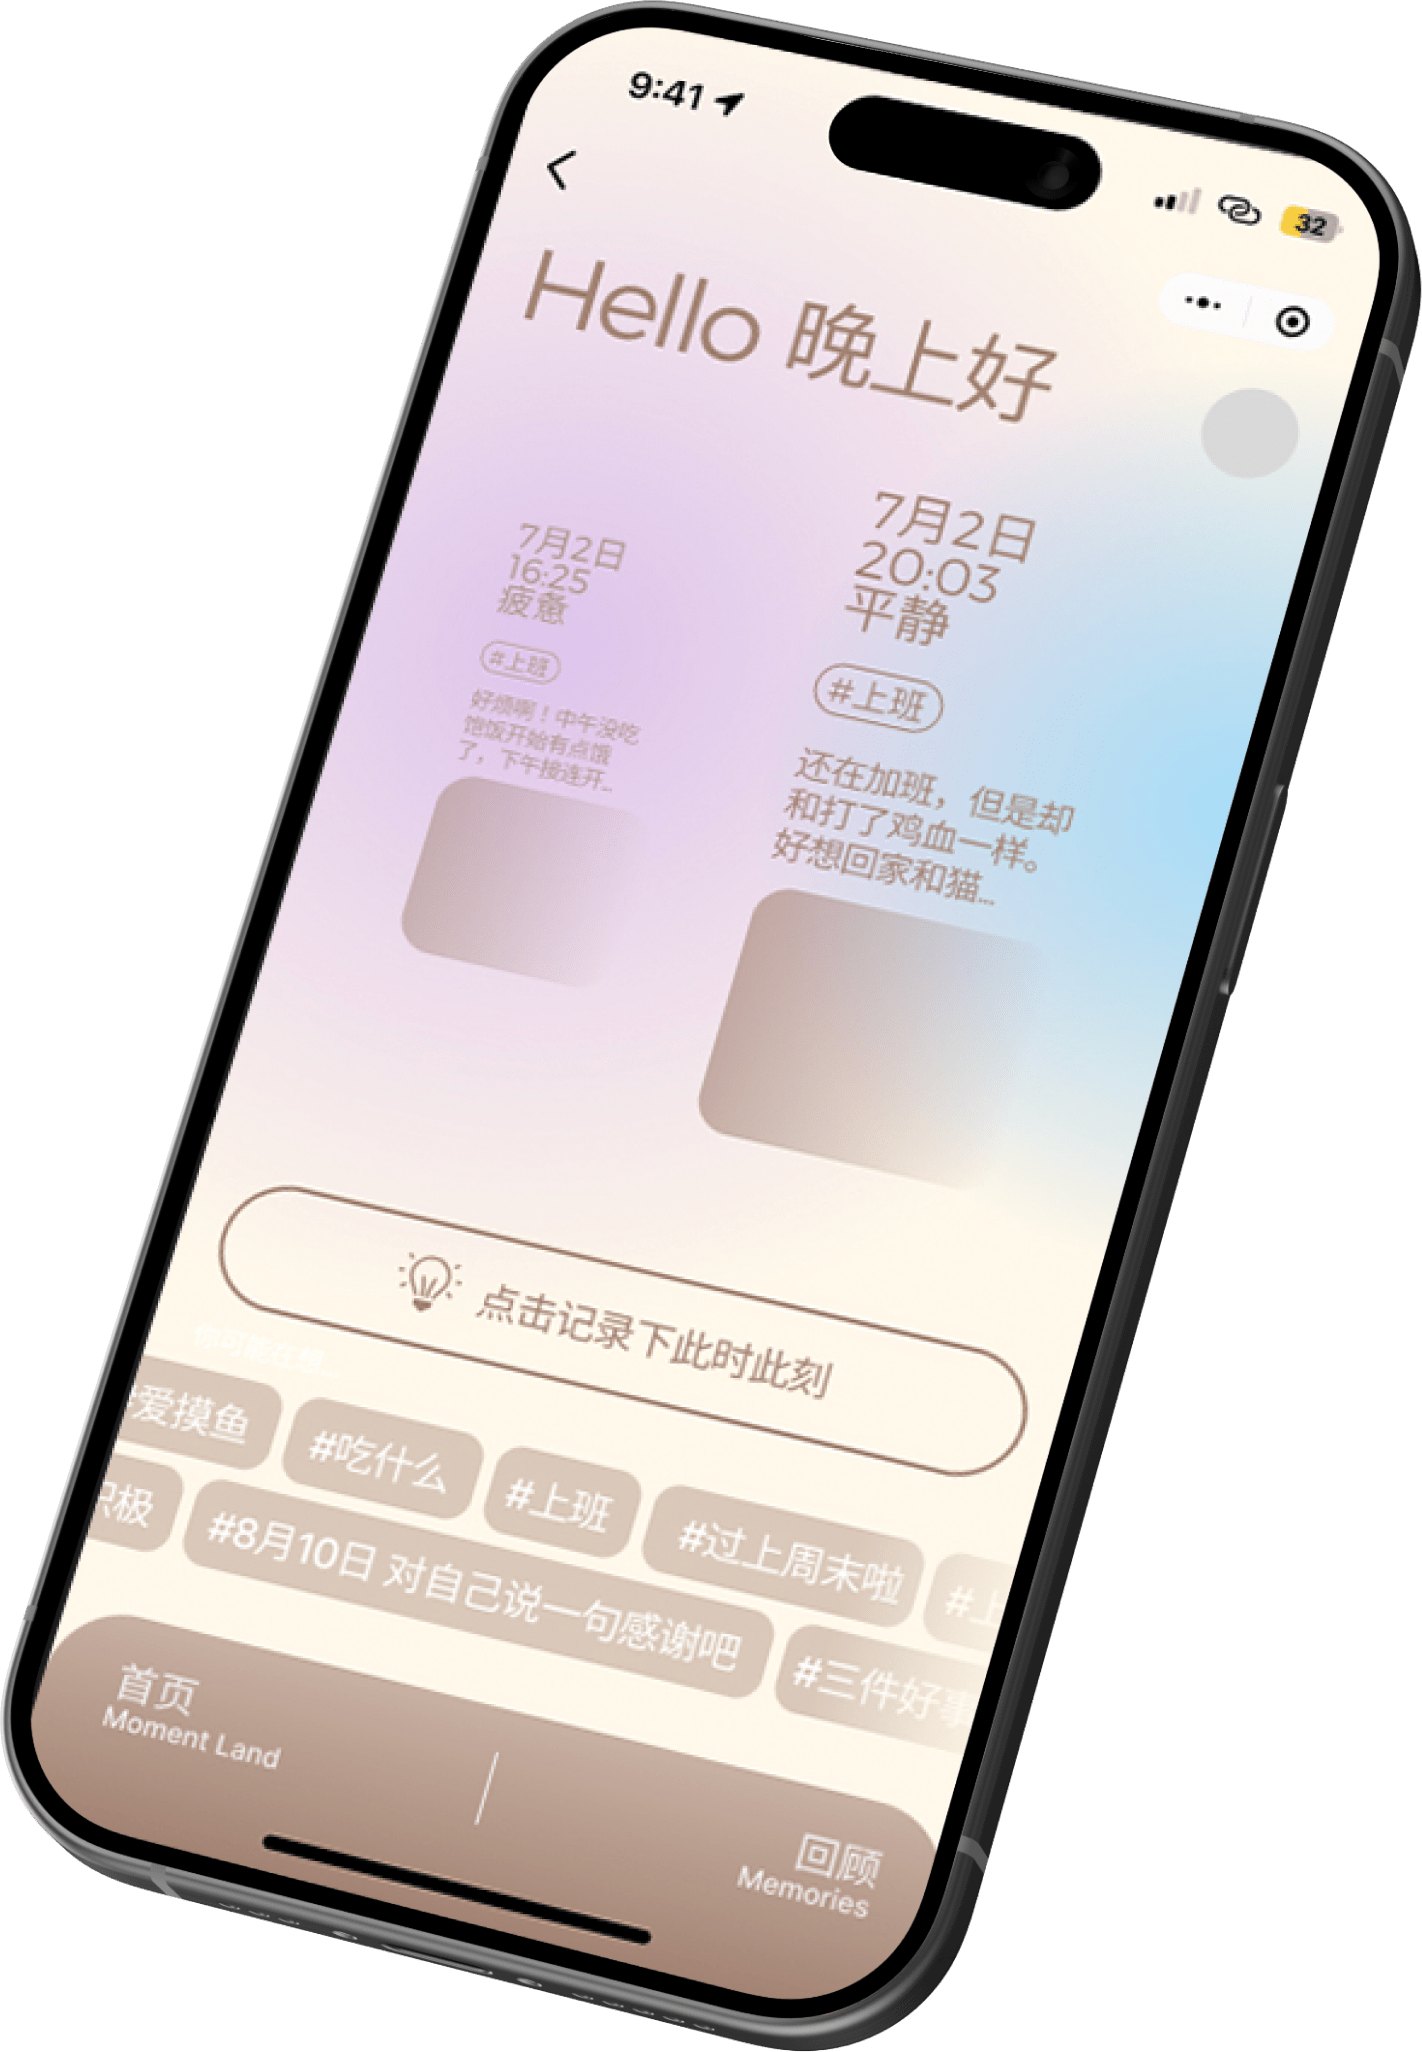 9:41
32
Hello 晚上好
7月2日
16:25
疲惫
#上班
好烦啊！中午没吃
饱饭开始有点饿
了，下午接连开...
7月2日
20:03
平静
#上班
还在加班，但是却
和打了鸡血一样。
好想回家和猫...
点击记录下此时此刻
你可能在想...
爱摸鱼
#吃什么
#上班
#过上周末啦
#上
极
#8月10日 对自己说一句感谢吧
#三件好事
首页
Moment Land
回顾
Memories